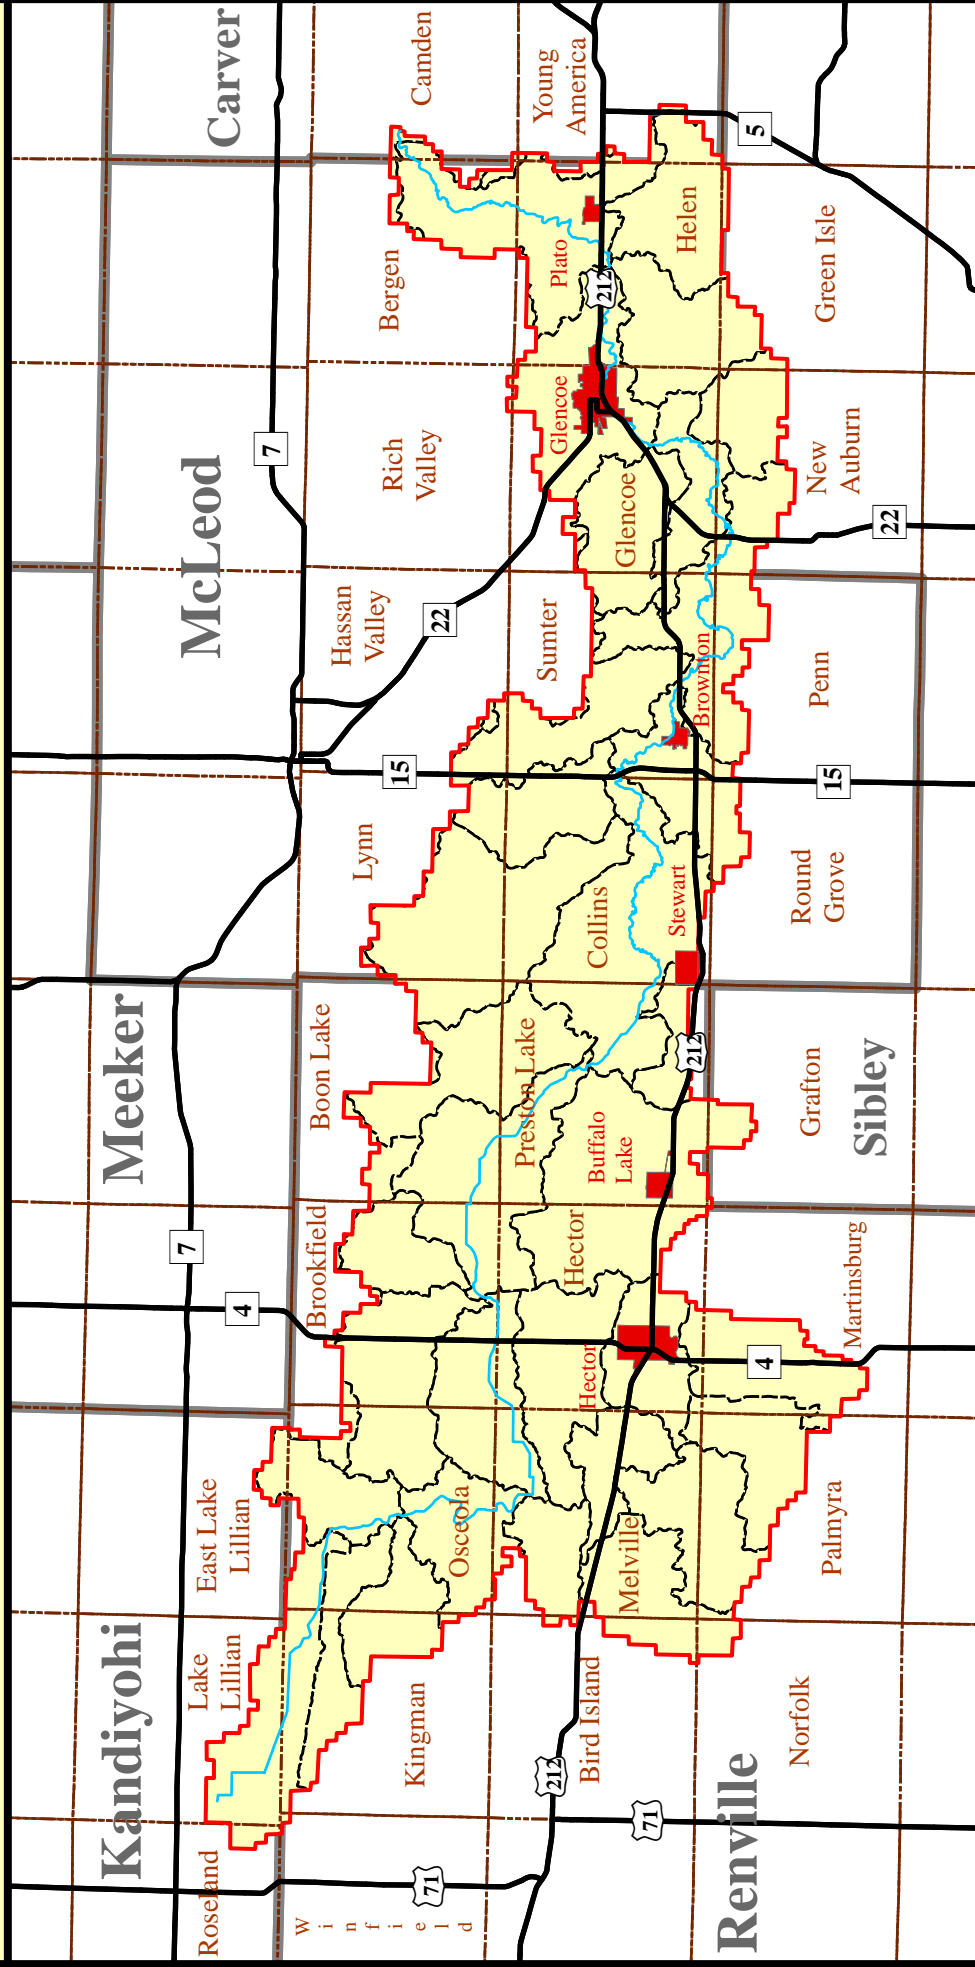 Kandiyohi
Meeker
McLeod
Carver
Renville
Sibley
Roseland
Lake
Lillian
East Lake
Lillian
Brookfield
Boon Lake
Lynn
Hassan
Valley
Rich
Valley
Bergen
Camden
Young
America
Winfield
Kingman
Osceola
Hector
Preston Lake
Collins
Sumter
Glencoe
Helen
Bird Island
Melville
Norfolk
Palmyra
Martinsburg
Grafton
Round
Grove
Penn
New
Auburn
Green Isle
Hector
Buffalo
Lake
Stewart
Brownton
Glencoe
Plato
7
7
4
4
15
15
22
22
5
71
71
212
212
212